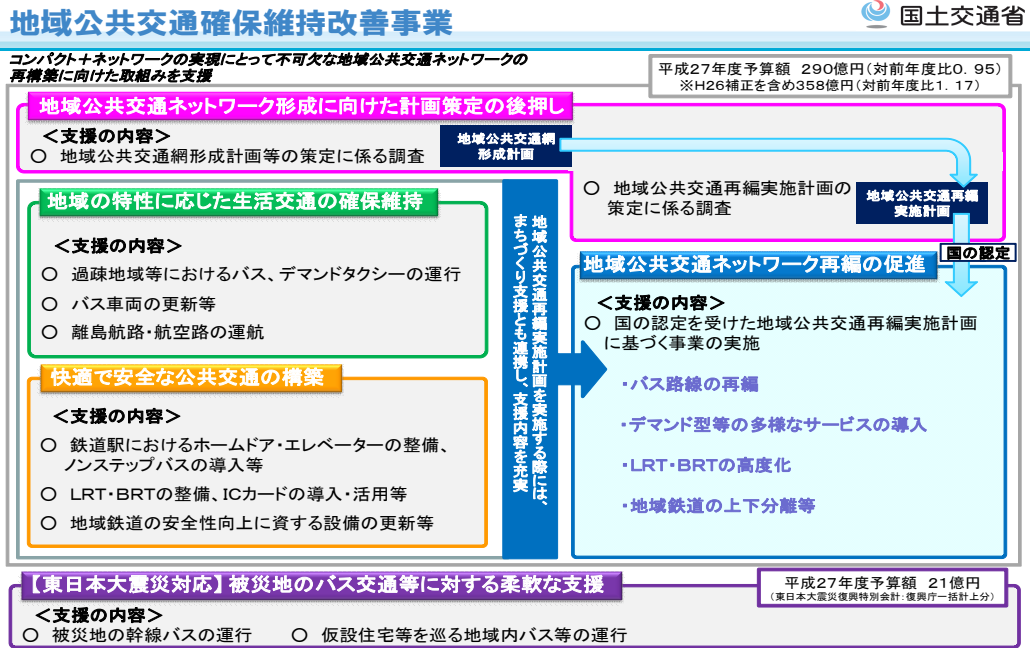 地域公共交通確保維持改善事業
国土交通省
コンパクト＋ネットワークの実現にとって不可欠な地域公共交通ネットワークの
再構築に向けた取組みを支援
平成27年度予算額 290億円（対前年度比0．95）
※H26補正を含め358億円（対前年度比1．17）
地域公共交通ネットワーク形成に向けた計画策定の後押し
＜支援の内容＞
○ 地域公共交通網形成計画等の策定に係る調査
地域公共交通網
形成計画
○ 地域公共交通再編実施計画の
策定に係る調査
地域公共交通再編
実施計画
国の認定
地域の特性に応じた生活交通の確保維持
＜支援の内容＞
○ 過疎地域等におけるバス、デマンドタクシーの運行
○ バス車両の更新等
○ 離島航路・航空路の運航
快適で安全な公共交通の構築
＜支援の内容＞
○ 鉄道駅におけるホームドア・エレベーターの整備、
ノンステップバスの導入等
○ LRT・BRTの整備、ICカードの導入・活用等
○ 地域鉄道の安全性向上に資する設備の更新等
地域公共交通再編実施計画を実施する際には、
まちづくり支援とも連携し、支援内容を充実
地域公共交通ネットワーク再編の促進
＜支援の内容＞
○ 国の認定を受けた地域公共交通再編実施計画
に基づく事業の実施
・バス路線の再編
・デマンド型等の多様なサービスの導入
・LRT・BRTの高度化
・地域鉄道の上下分離等
【東日本大震災対応】被災地のバス交通等に対する柔軟な支援
平成27年度予算額 21億円
（東日本大震災復興特別会計：復興庁一括計上分）
＜支援の内容＞
○ 被災地の幹線バスの運行 ○ 仮設住宅等を巡る地域内バス等の運行